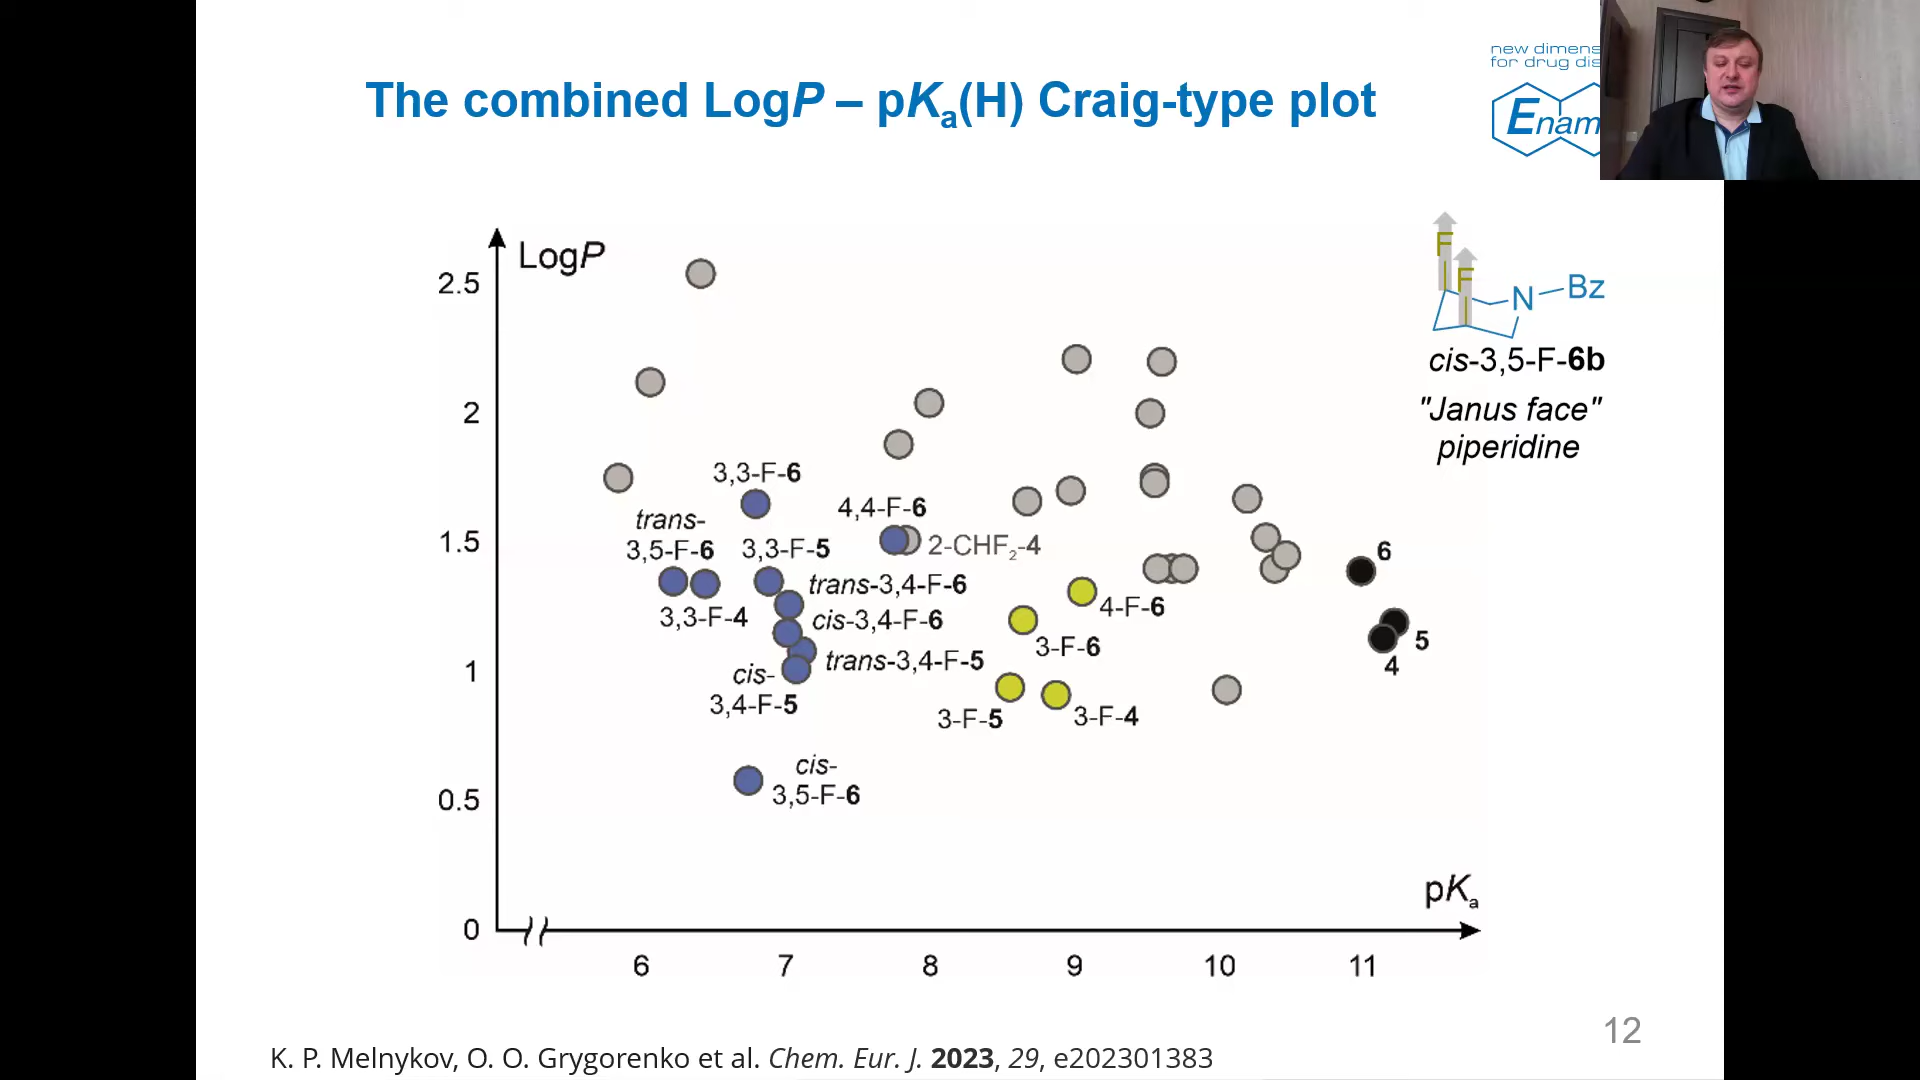 The combined LogP – pKa(H) Craig-type plot
new dimens
for drug dis
Enam
LogP
2.5
2
1.5
1
0.5
0
6
7
8
9
10
11
pKa
3,3-F-6
trans-
3,5-F-6
3,3-F-5
4,4-F-6
2-CHF2-4
trans-3,4-F-6
3,3-F-4
cis-3,4-F-6
trans-3,4-F-5
cis-
3,4-F-5
cis-
3,5-F-6
4-F-6
3-F-6
3-F-5
3-F-4
6
5
4
F
F
N
Bz
cis-3,5-F-6b
"Janus face"
piperidine
12
K. P. Melnykov, O. O. Grygorenko et al. Chem. Eur. J. 2023, 29, e202301383